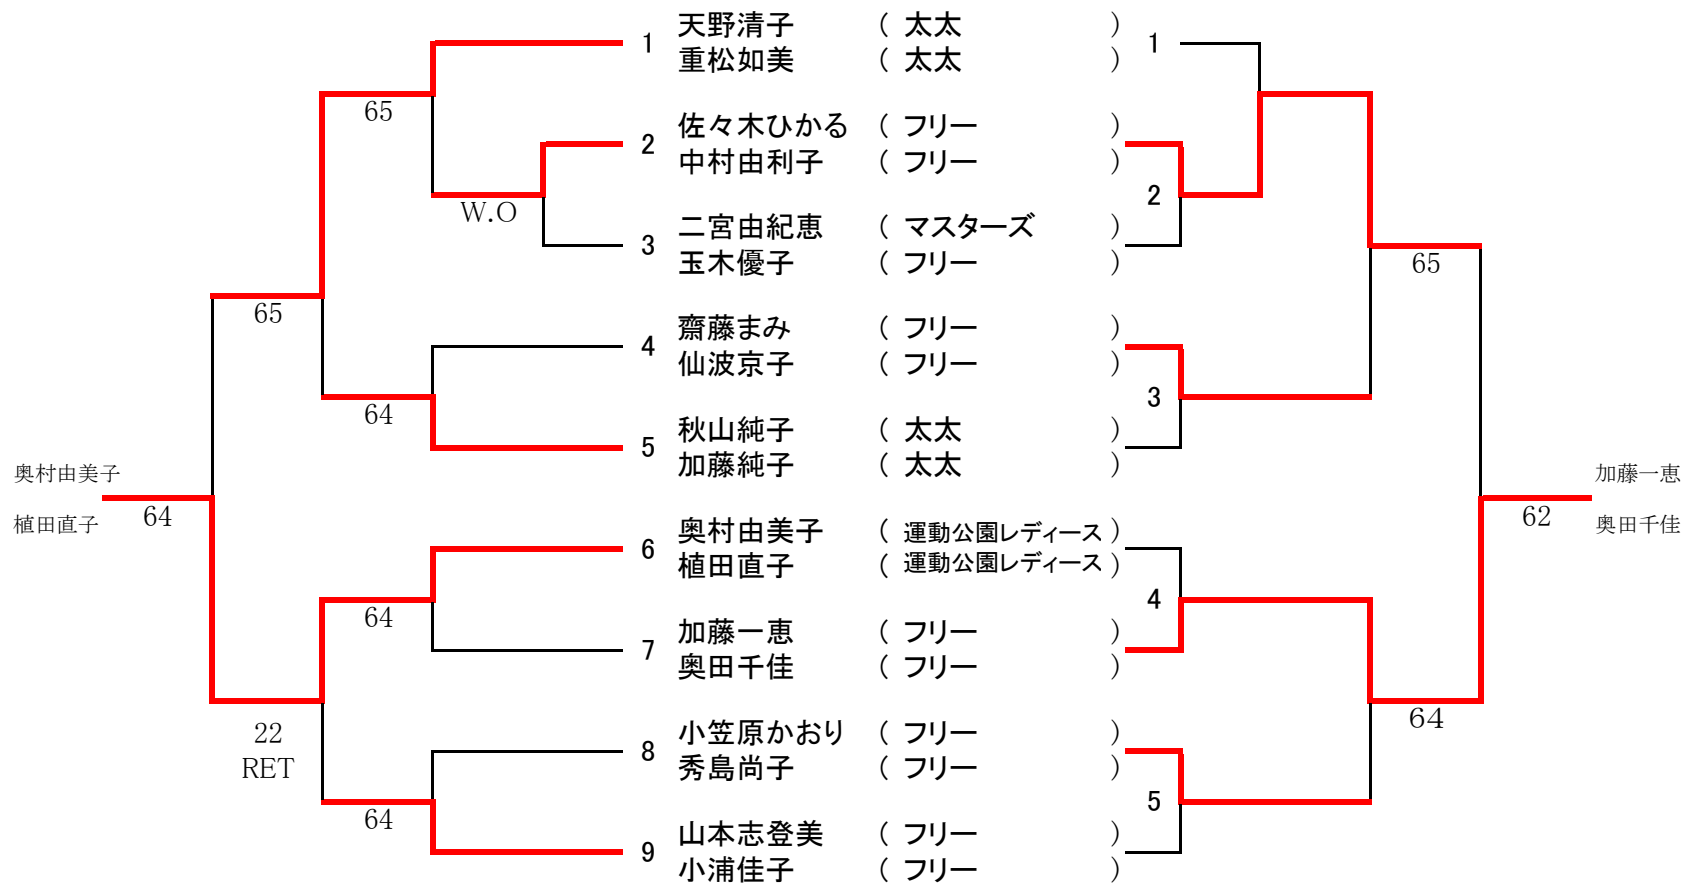 1 天野清子 ( 太太 ) 1
重松如美 ( 太太 )
65
2 佐々木ひかる ( フリー )
中村由利子 ( フリー )
2
W.O
3 二宮由紀恵 ( マスターズ )
玉木優子 ( フリー )
65
65
4 齋藤まみ ( フリー )
仙波京子 ( フリー )
64
3
5 秋山純子 ( 太太 )
加藤純子 ( 太太 )
奥村由美子
植田直子
64
加藤一恵
奥田千佳
62
6 奥村由美子 ( 運動公園レディース )
植田直子 ( 運動公園レディース )
64
4
7 加藤一恵 ( フリー )
奥田千佳 ( フリー )
22
RET
64
8 小笠原かおり ( フリー )
秀島尚子 ( フリー )
64
5
9 山本志登美 ( フリー )
小浦佳子 ( フリー )